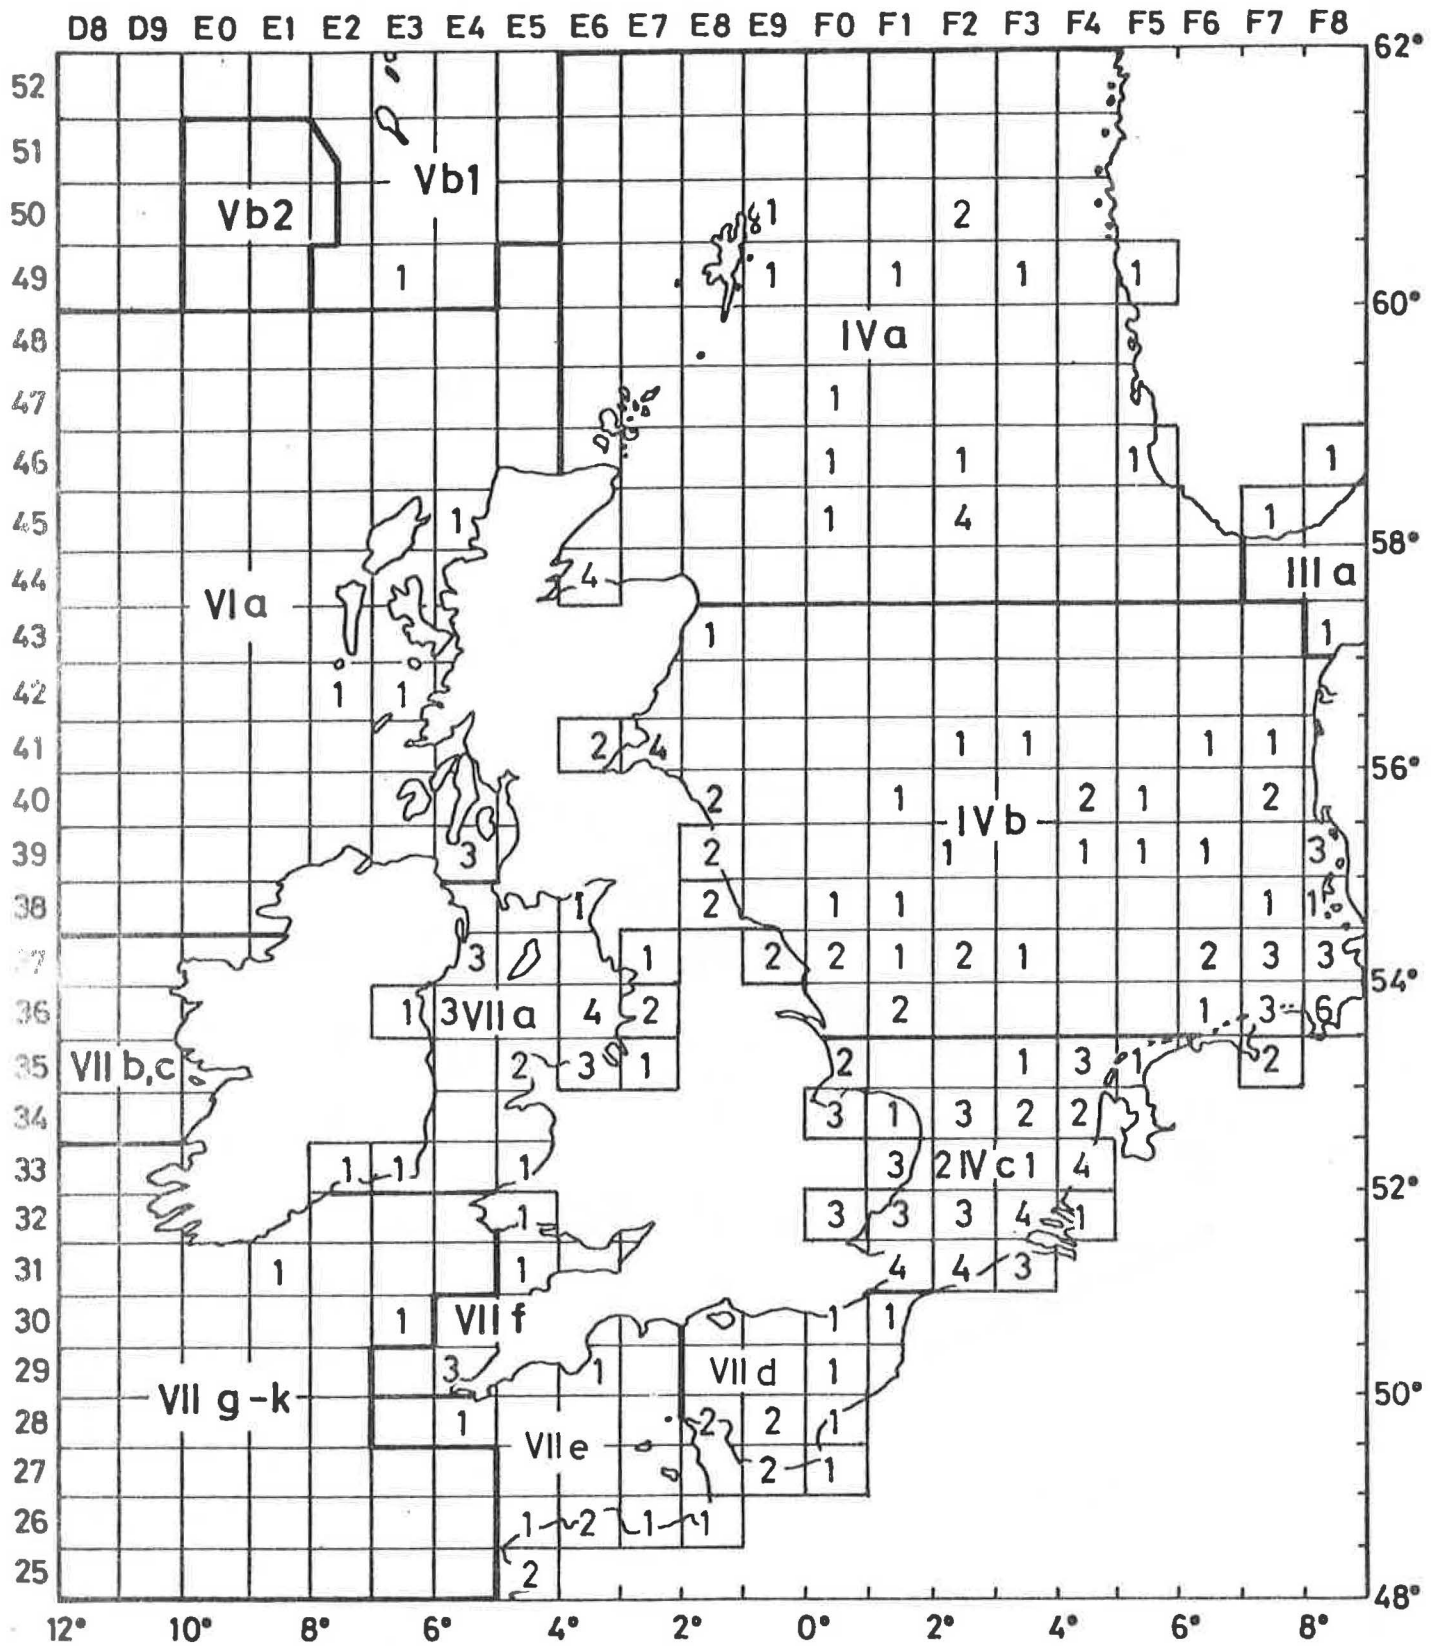 D8 D9 E0 E1 E2 E3 E4 E5 E6 E7 E8 E9 F0 F1 F2 F3 F4 F5 F6 F7 F8
62°
52
51
Vb1
50 Vb2 1 2
49 1 1 1 1 1
60°
48 IVa
47 1
46 1 1 1 1
45 1 1 4 1
58°
44 4 IIIa
VIa
43 1 1
42 1 1
41 2 4 1 1 1 1
56°
40 2 1 2 1 2
IVb
39 3 2 1 1 1 1 3
38 1 2 1 1 1 1
37 3 1 2 2 1 2 1 2 3 3
54°
36 1 3 VIIa 4 2 2 1 3 6
35 VIIb,c 2 3 1 2 1 3 1 2
34 3 1 3 2 2
33 1 1 1 3 2 IVc 1 4
52°
32 1 3 3 3 4 1
31 1 1 4 4 3
30 1 VIIf 1 1
29 3 1 VIId 1
50°
VIIg-k
28 1 2 2 1
VIIe
27 2 1
26 1 2 1 1
25 2
48°
12° 10° 8° 6° 4° 2° 0° 2° 4° 6° 8°